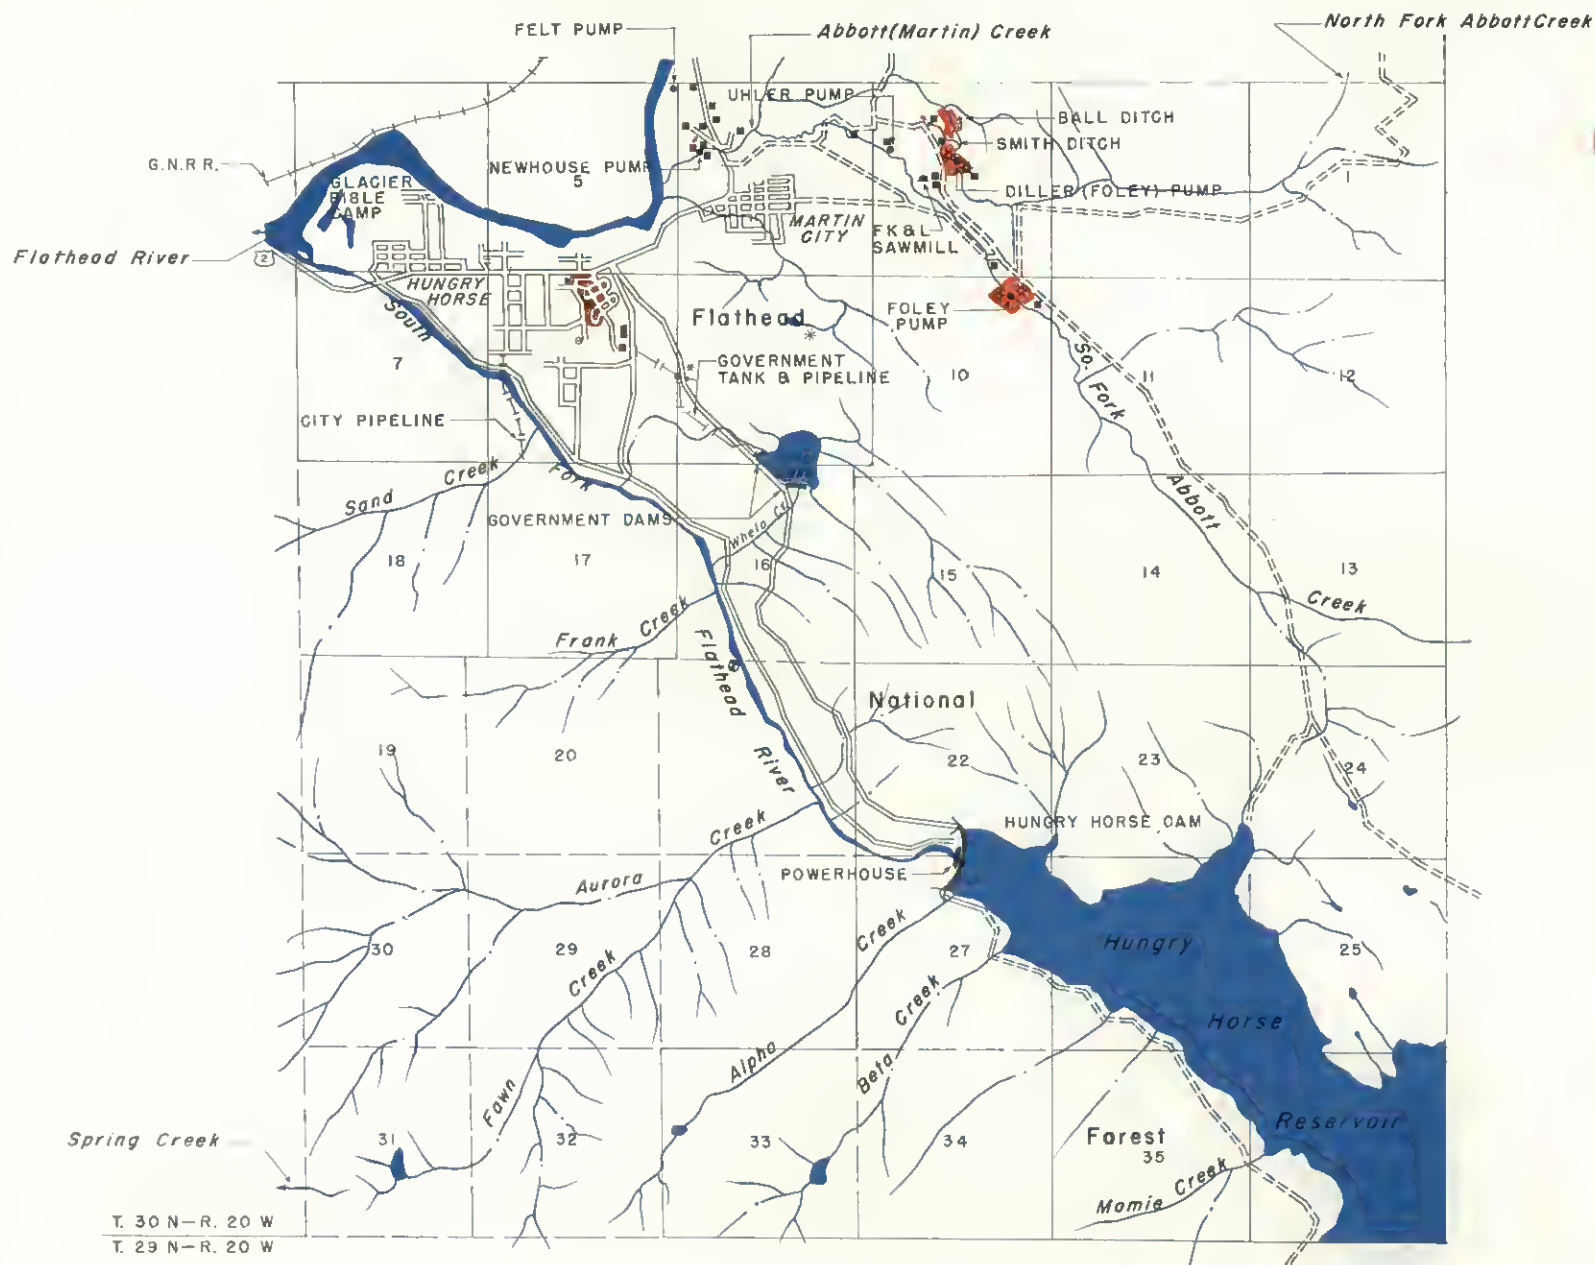 FELT PUMP
Abbott(Martin) Creek
North Fork Abbott Creek
UHLER PUMP
BALL DITCH
SMITH DITCH
G.N.R.R.
NEWHOUSE PUMP
5
1
GLACIER
BIBLE
CAMP
DILLER (FOLEY) PUMP
MARTIN
CITY
FK&L
SAWMILL
Flathead River
2
HUNGRY
HORSE
South
Fork
Flathead
River
FOLEY
PUMP
Flathead
7
GOVERNMENT
TANK & PIPELINE
10
So. Fork Abbott Creek
11
12
CITY PIPELINE
Sand Creek
GOVERNMENT DAMS
Whelp Cr.
18
17
16
15
14
13
Frank Creek
National
19
20
22
23
24
Creek
HUNGRY HORSE DAM
POWERHOUSE
Aurora
30
29
28
27
25
Creek
Creek
Creek
Hungry
Horse
Reservoir
Alpha
Beta
Fawn
Spring Creek
31
32
33
34
Forest
35
Mamie Creek
T. 30 N-R. 20 W
T. 29 N-R. 20 W